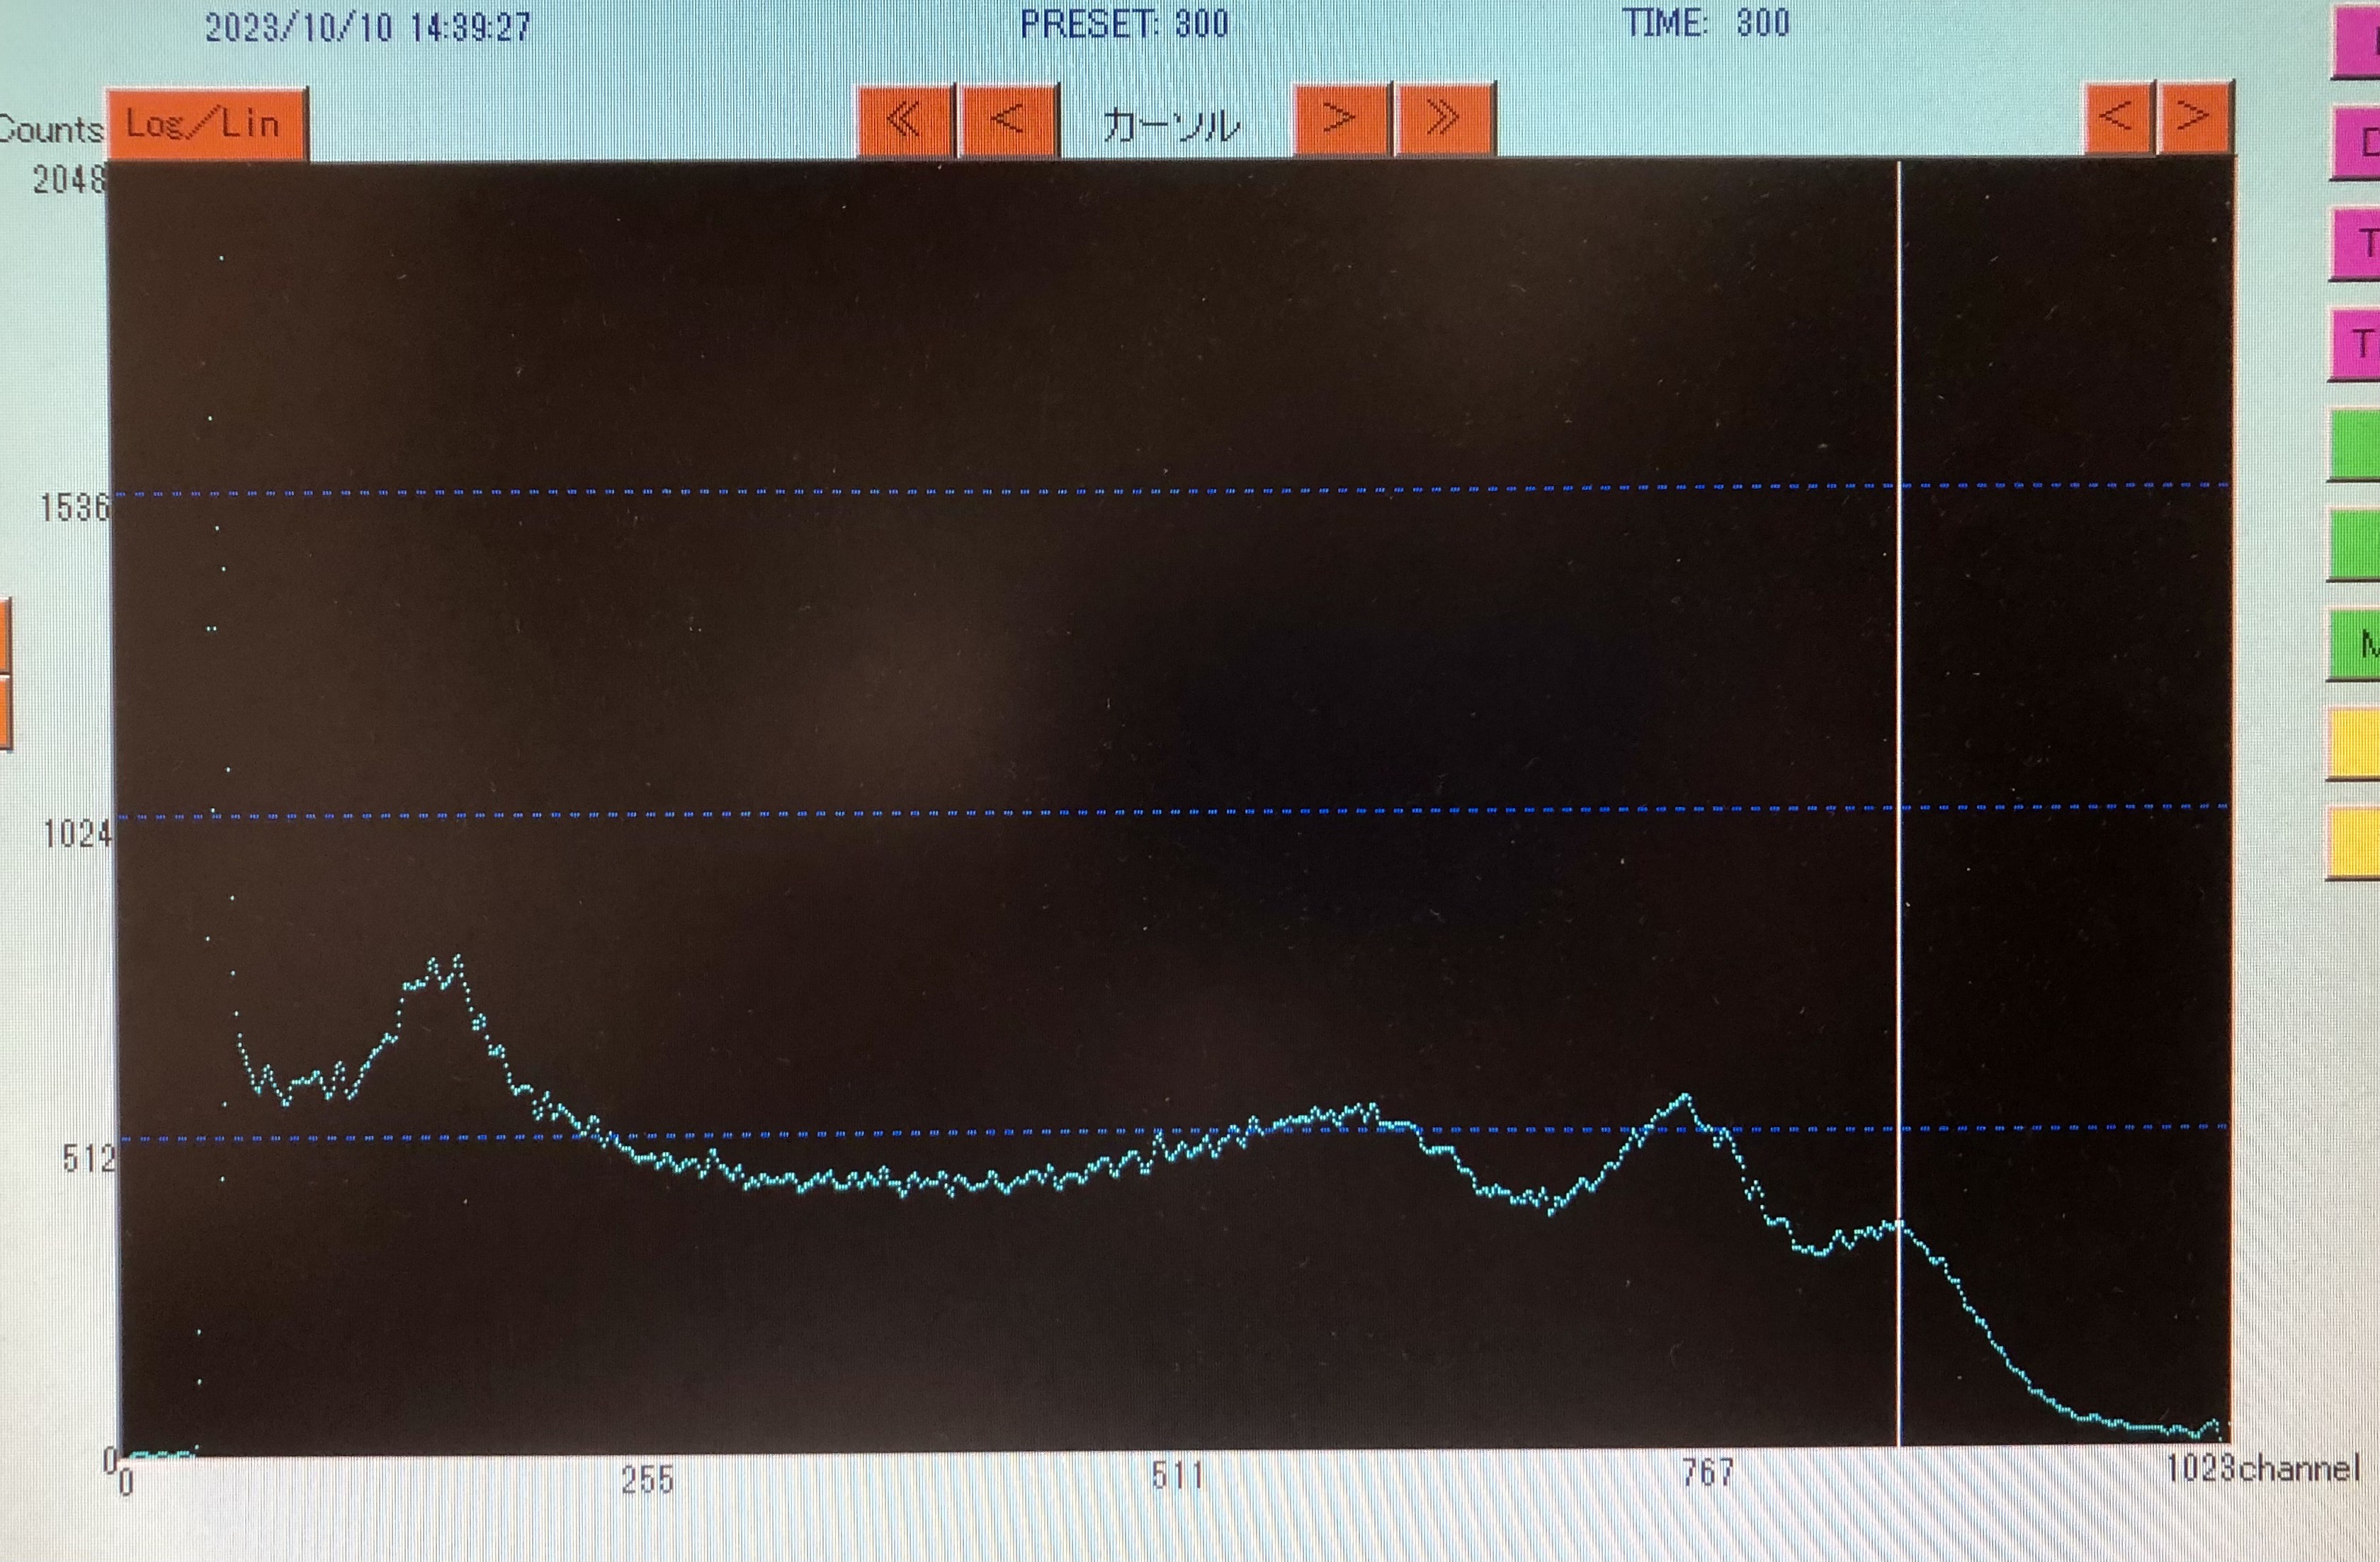 2023/10/10 14:39:27 PRESET: 300 TIME: 300
Counts Log/Lin << < カーソル > >> < >
2048
D
T
T
1536
M
1024
512
0
0 255 511 767 1023channel